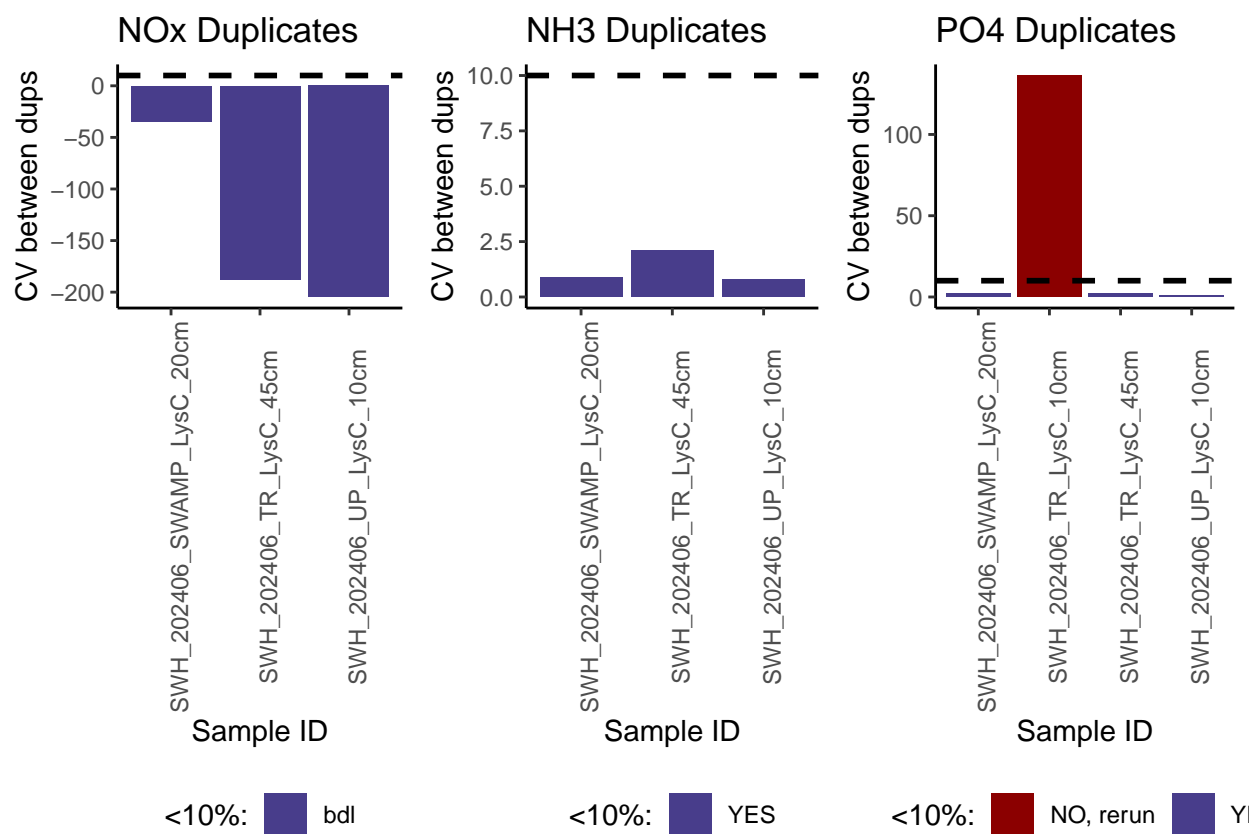 NOx Duplicates
CV between dups
0
−50
−100
−150
−200
SWH_202406_SWAMP_LysC_20cm
SWH_202406_TR_LysC_45cm
SWH_202406_UP_LysC_10cm
Sample ID
<10%:
bdl
NH3 Duplicates
CV between dups
10.0
7.5
5.0
2.5
0.0
SWH_202406_SWAMP_LysC_20cm
SWH_202406_TR_LysC_45cm
SWH_202406_UP_LysC_10cm
Sample ID
<10%:
YES
PO4 Duplicates
CV between dups
100
50
0
SWH_202406_SWAMP_LysC_20cm
SWH_202406_TR_LysC_10cm
SWH_202406_TR_LysC_45cm
SWH_202406_UP_LysC_10cm
Sample ID
<10%:
NO, rerun